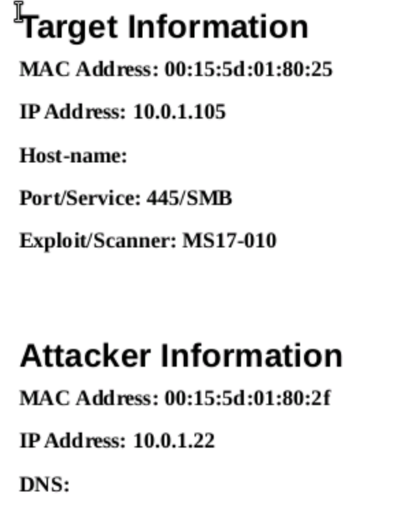 Target Information
MAC Address: 00:15:5d:01:80:25
IP Address: 10.0.1.105
Host-name:
Port/Service: 445/SMB
Exploit/Scanner: MS17-010
Attacker Information
MAC Address: 00:15:5d:01:80:2f
IP Address: 10.0.1.22
DNS: